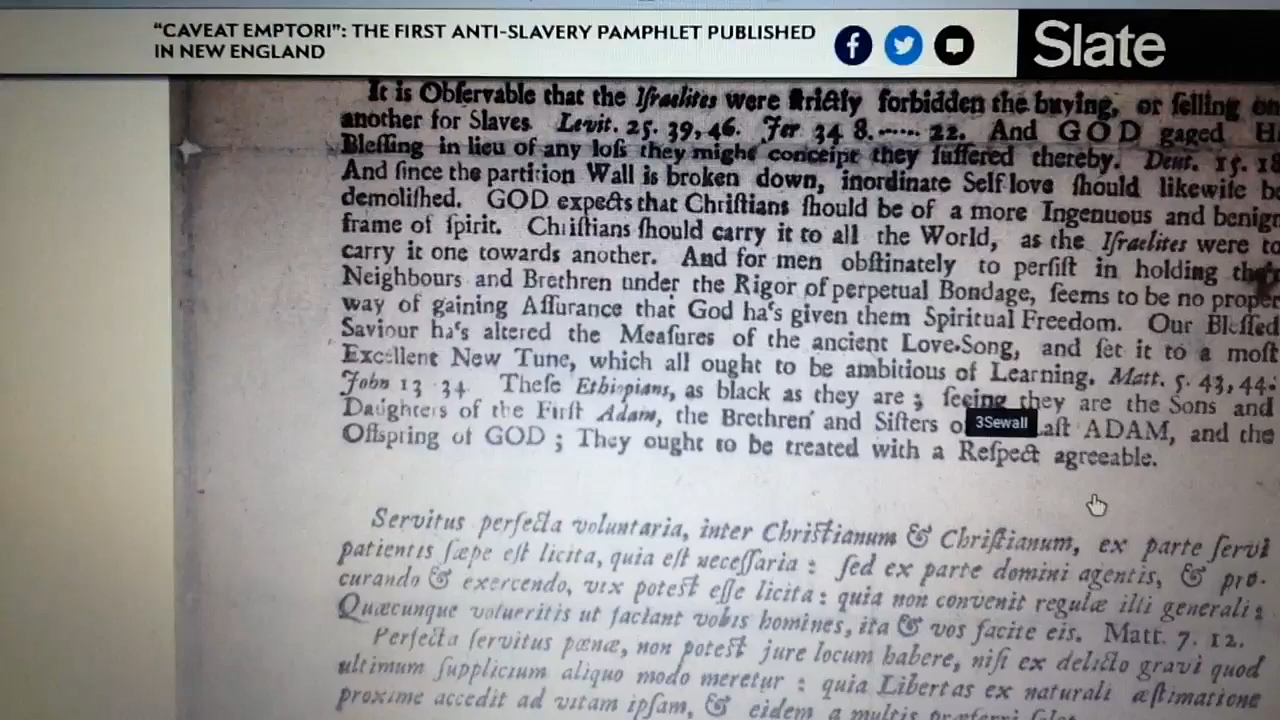 “CAVEAT EMPTOR!”: THE FIRST ANTI-SLAVERY PAMPHLET PUBLISHED
IN NEW ENGLAND
Slate
It is Obſervable that the Iſraelites were ſtrictly forbidden the buying, or ſelling on
another for Slaves. Levit. 25. 39, 46. Jer 34 8.······ 22. And GOD gaged H
Bleſſing in lieu of any loſs they might conceipt they ſuffered thereby. Deut. 15. 18
And ſince the partition Wall is broken down, inordinate Self love ſhould likewiſe b
demoliſhed. GOD expects that Chriſtians ſhould be of a more Ingenuous and benign
frame of ſpirit. Chriſtians ſhould carry it to all the World, as the Iſraelites were to
carry it one towards another. And for men obſtinately to perſiſt in holding their
Neighbours and Brethren under the Rigor of perpetual Bondage, ſeems to be no proper
way of gaining Aſſurance that God ha's given them Spiritual Freedom. Our Bleſſed
Saviour ha's altered the Meaſures of the ancient Love-Song, and ſet it to a moſt
Excellent New Tune, which all ought to be ambitious of Learning. Matt. 5. 43, 44.
John 13 34. Theſe Ethiopians, as black as they are ; ſeeing they are the Sons and
Daughters of the Firſt Adam, the Brethren and Siſters o 3Sewall Laſt ADAM, and the
Offspring of GOD ; They ought to be treated with a Reſpect agreeable.
Servitus perfecta voluntaria, inter Chriſtianum & Chriſtianum, ex parte ſervi
patientis ſæpe eſt licita, quia eſt neceſſaria : ſed ex parte domini agentis, & pro-
curando & exercendo, vix poteſt eſſe licita : quia non convenit regulæ illi generali :
Quæcunque volueritis ut faciant vobis homines, ita & vos facite eis. Matt. 7. 12.
Perfecta ſervitus pœnæ, non poteſt jure locum habere, niſi ex delicto gravi quod
ultimum ſupplicium aliquo modo meretur : quia Libertas ex naturali æſtimatione
proxime accedit ad vitam ipſam, & eidem a multis præferri ſolet